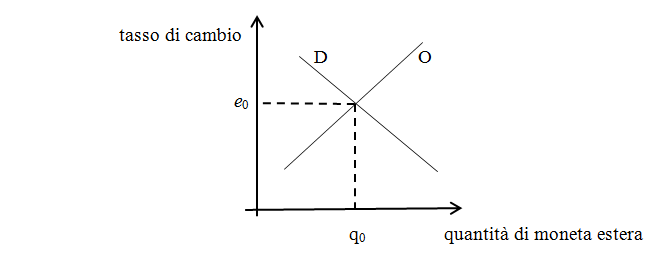 tasso di cambio
D
O
e0
q0
quantità di moneta estera